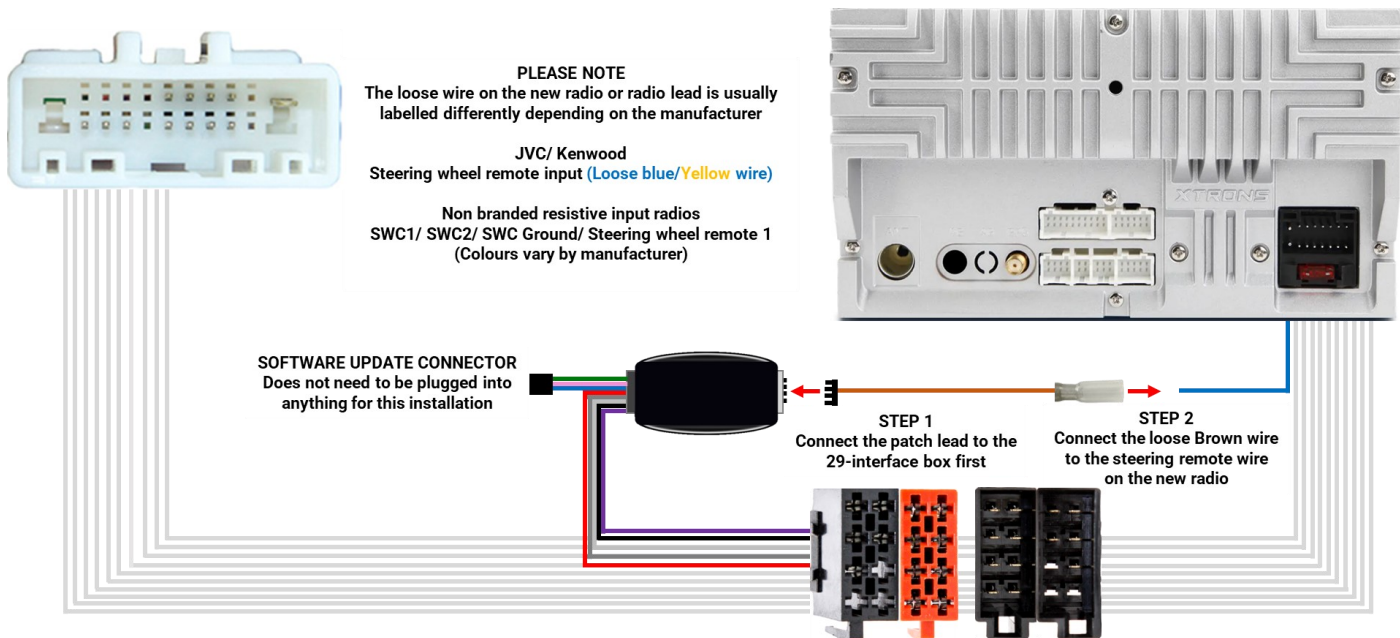 PLEASE NOTE
The loose wire on the new radio or radio lead is usually
labelled differently depending on the manufacturer
JVC/ Kenwood
Steering wheel remote input (Loose blue/Yellow wire)
Non branded resistive input radios
SWC1/ SWC2/ SWC Ground/ Steering wheel remote 1
(Colours vary by manufacturer)
XTRONS
SOFTWARE UPDATE CONNECTOR
Does not need to be plugged into
anything for this installation
STEP 1
Connect the patch lead to the
29-interface box first
STEP 2
Connect the loose Brown wire
to the steering remote wire
on the new radio